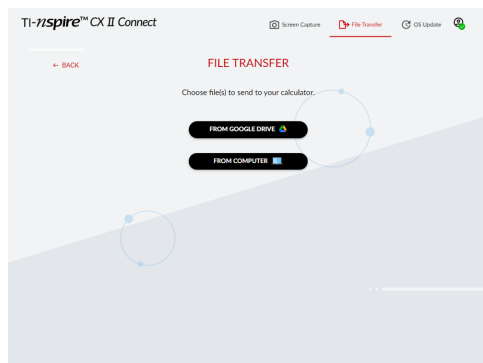 TI-nspire™ CX II Connect
Screen Capture
File Transfer
OS Update
← BACK
FILE TRANSFER
Choose file(s) to send to your calculator.
FROM GOOGLE DRIVE
FROM COMPUTER